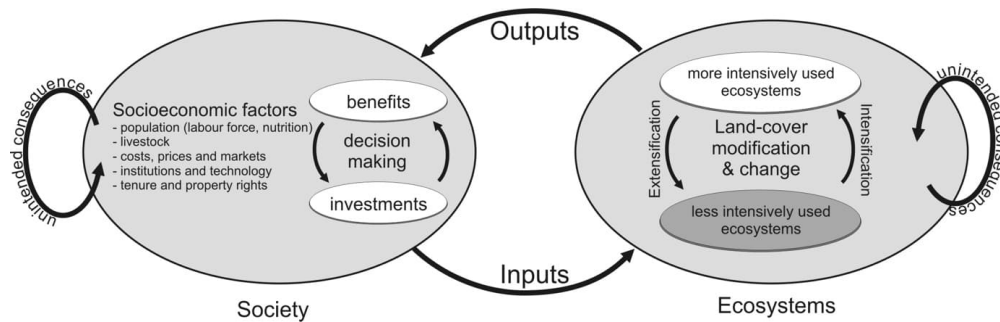 Outputs
unintended consequences
Socioeconomic factors
- population (labour force, nutrition)
- livestock
- costs, prices and markets
- institutions and technology
- tenure and property rights
benefits
decision
making
investments
more intensively used
ecosystems
Extensification
Land-cover
modification
& change
Intensification
less intensively used
ecosystems
unintended consequences
Inputs
Society
Ecosystems